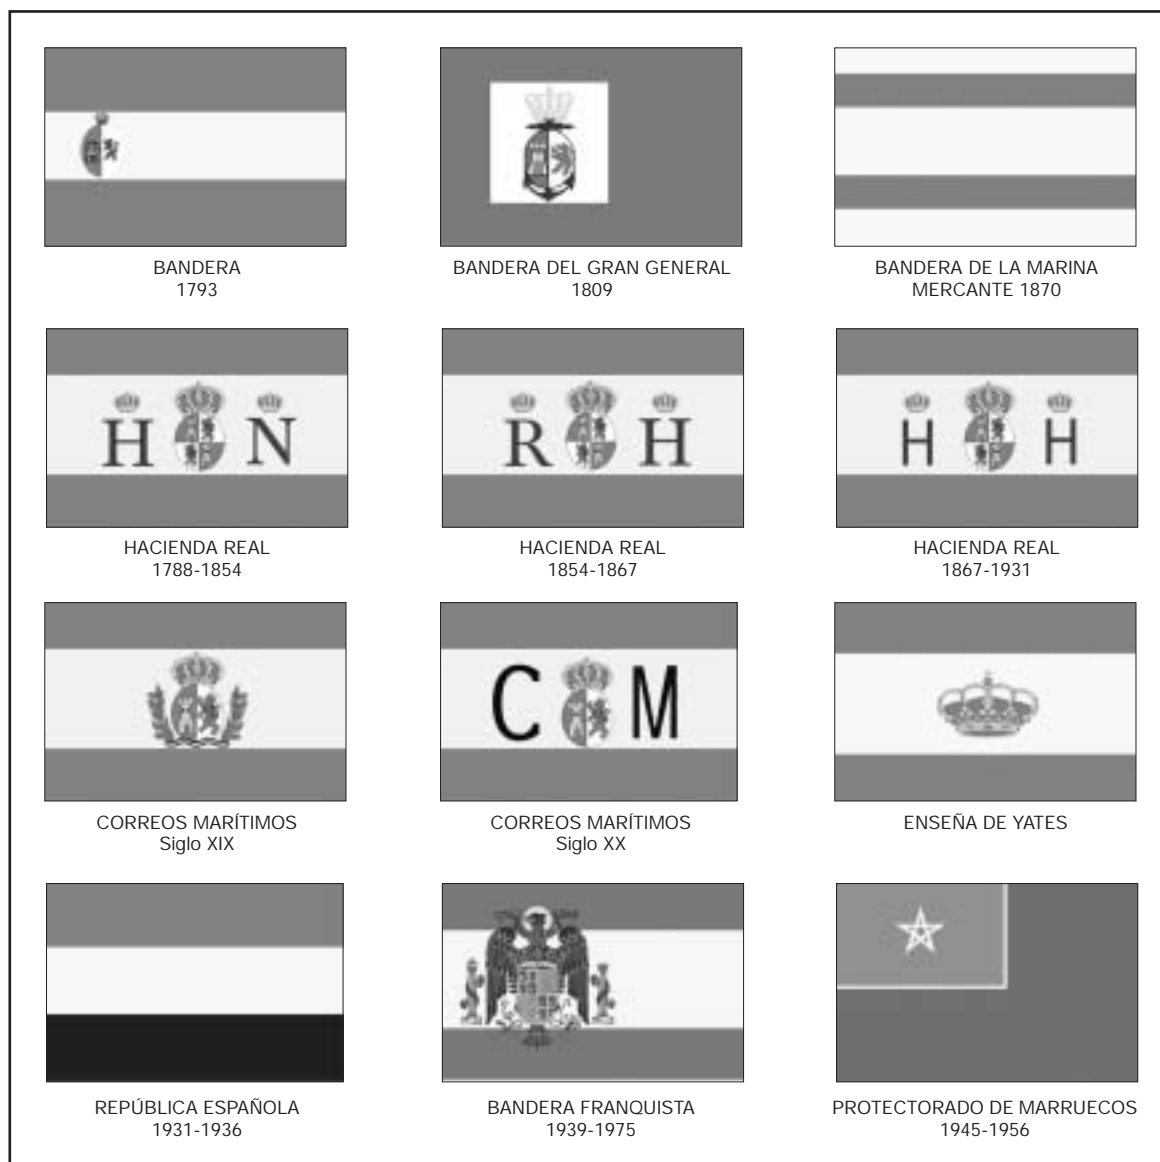 BANDERA
1793
BANDERA DEL GRAN GENERAL
1809
BANDERA DE LA MARINA
MERCANTE 1870
H N
R H
H H
HACIENDA REAL
1788-1854
HACIENDA REAL
1854-1867
HACIENDA REAL
1867-1931
C M
CORREOS MARÍTIMOS
Siglo XIX
CORREOS MARÍTIMOS
Siglo XX
ENSEÑA DE YATES
REPÚBLICA ESPAÑOLA
1931-1936
BANDERA FRANQUISTA
1939-1975
PROTECTORADO DE MARRUECOS
1945-1956